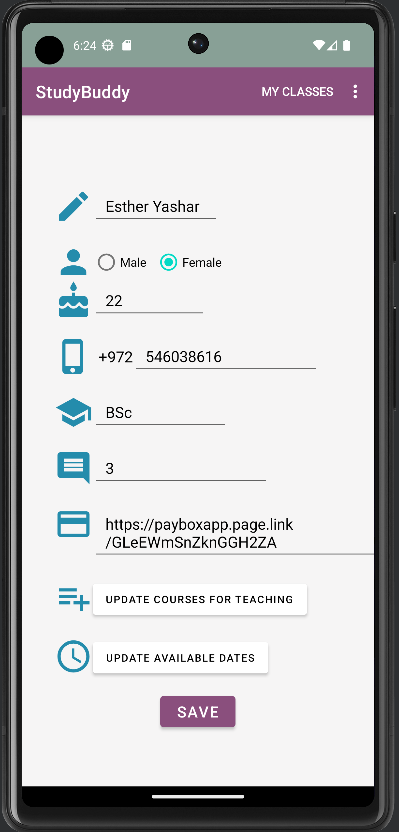 6:24
StudyBuddy
MY CLASSES
Esther Yashar
Male Female
22
+972 546038616
BSc
3
https://payboxapp.page.link
/GLeEWmSnZknGGH2ZA
UPDATE COURSES FOR TEACHING
UPDATE AVAILABLE DATES
SAVE